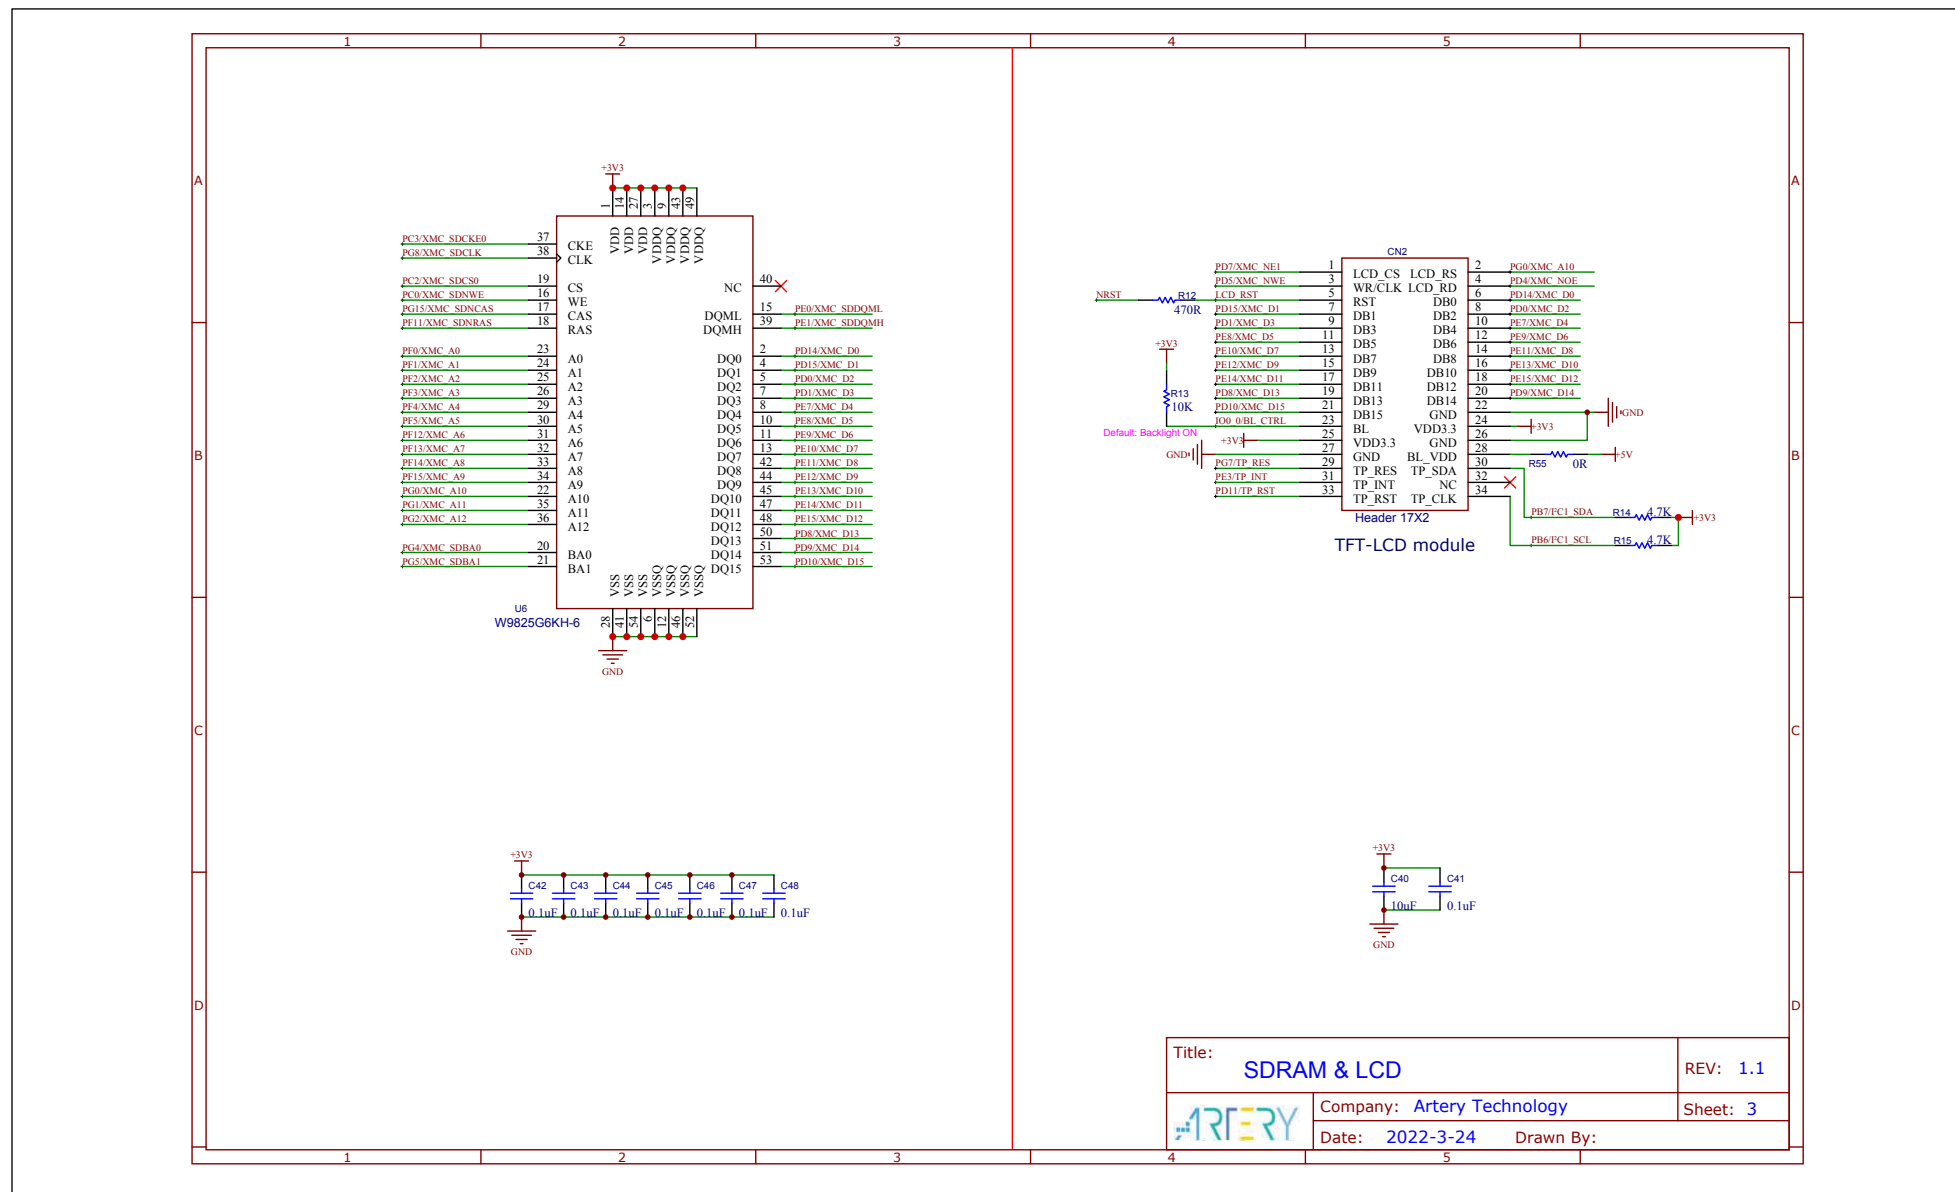 1 2 3 4 5
A A
B B
C C
D D
+3V3
1 14 27 3 9 43 49
VDD VDD VDD VDDQ VDDQ VDDQ VDDQ
PC3/XMC_SDCKE0 37 CKE
PG8/XMC_SDCLK 38 CLK
PC2/XMC_SDCS0 19 CS
PC0/XMC_SDNWE 16 WE
PG15/XMC_SDNCAS 17 CAS
PF11/XMC_SDNRAS 18 RAS
PF0/XMC_A0 23 A0
PF1/XMC_A1 24 A1
PF2/XMC_A2 25 A2
PF3/XMC_A3 26 A3
PF4/XMC_A4 29 A4
PF5/XMC_A5 30 A5
PF12/XMC_A6 31 A6
PF13/XMC_A7 32 A7
PF14/XMC_A8 33 A8
PF15/XMC_A9 34 A9
PG0/XMC_A10 22 A10
PG1/XMC_A11 35 A11
PG2/XMC_A12 36 A12
PG4/XMC_SDBA0 20 BA0
PG5/XMC_SDBA1 21 BA1
NC 40
DQML 15 PE0/XMC_SDDQML
DQMH 39 PE1/XMC_SDDQMH
DQ0 2 PD14/XMC_D0
DQ1 4 PD15/XMC_D1
DQ2 5 PD0/XMC_D2
DQ3 7 PD1/XMC_D3
DQ4 8 PE7/XMC_D4
DQ5 10 PE8/XMC_D5
DQ6 11 PE9/XMC_D6
DQ7 13 PE10/XMC_D7
DQ8 42 PE11/XMC_D8
DQ9 44 PE12/XMC_D9
DQ10 45 PE13/XMC_D10
DQ11 47 PE14/XMC_D11
DQ12 48 PE15/XMC_D12
DQ13 50 PD8/XMC_D13
DQ14 51 PD9/XMC_D14
DQ15 53 PD10/XMC_D15
VSS VSS VSS VSSQ VSSQ VSSQ VSSQ
28 41 54 6 12 46 52
U6
W9825G6KH-6
GND
+3V3
C42 C43 C44 C45 C46 C47 C48
0.1uF 0.1uF 0.1uF 0.1uF 0.1uF 0.1uF 0.1uF
GND
CN2
PD7/XMC_NE1 1 LCD_CS LCD_RS 2 PG0/XMC_A10
PD5/XMC_NWE 3 WR/CLK LCD_RD 4 PD4/XMC_NOE
NRST R12 470R LCD_RST 5 RST DB0 6 PD14/XMC_D0
PD15/XMC_D1 7 DB1 DB2 8 PD0/XMC_D2
PD1/XMC_D3 9 DB3 DB4 10 PE7/XMC_D4
PE8/XMC_D5 11 DB5 DB6 12 PE9/XMC_D6
PE10/XMC_D7 13 DB7 DB8 14 PE11/XMC_D8
PE12/XMC_D9 15 DB9 DB10 16 PE13/XMC_D10
PE14/XMC_D11 17 DB11 DB12 18 PE15/XMC_D12
PD8/XMC_D13 19 DB13 DB14 20 PD9/XMC_D14
PD10/XMC_D15 21 DB15 GND 22 GND
+3V3 R13 10K IO0_0/BL_CTRL 23 BL VDD3.3 24 +3V3
Default: Backlight ON
+3V3 25 VDD3.3 GND 26
GND 27 GND BL_VDD 28 R55 0R +5V
PG7/TP_RES 29 TP_RES TP_SDA 30
PE3/TP_INT 31 TP_INT NC 32
PD11/TP_RST 33 TP_RST TP_CLK 34
PB7/FC1_SDA R14 4.7K +3V3
PB6/FC1_SCL R15 4.7K
Header 17X2
TFT-LCD module
+3V3
C40 C41
10uF 0.1uF
GND
Title: SDRAM & LCD
REV: 1.1
ARTERY
Company: Artery Technology
Sheet: 3
Date: 2022-3-24 Drawn By:
1 2 3 4 5